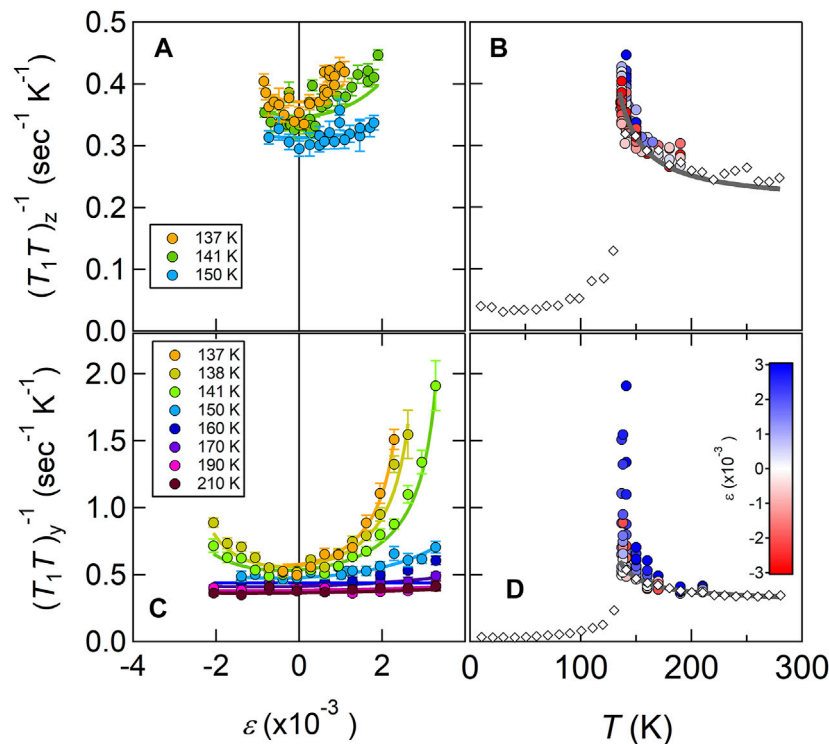 A
B
0.5
0.4
0.3
0.2
0.1
0.0
(T₁T)z⁻¹ (sec⁻¹ K⁻¹)
137 K
141 K
150 K
C
D
2.0
1.5
1.0
0.5
0.0
(T₁T)y⁻¹ (sec⁻¹ K⁻¹)
137 K
138 K
141 K
150 K
160 K
170 K
190 K
210 K
3
2
1
0
-1
-2
-3
ε (x10⁻³)
-4 -2 0 2
0 100 200 300
ε (x10⁻³)
T (K)